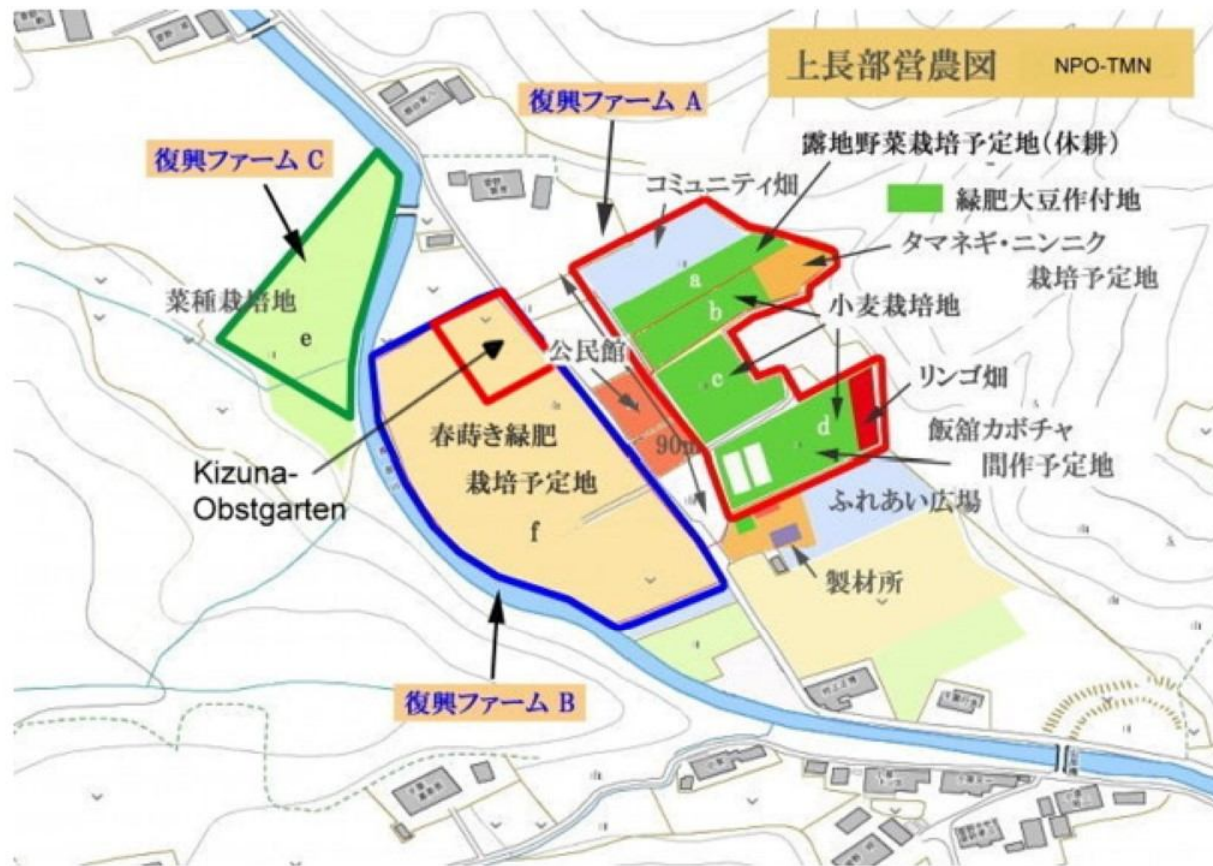 上長部営農図 NPO-TMN
復興ファーム A
露地野菜栽培予定地(休耕)
復興ファーム C
コミュニティ畑
緑肥大豆作付地
タマネギ・ニンニク
栽培予定地
a
菜種栽培地
b
小麦栽培地
e
公民館
c
リンゴ畑
春蒔き緑肥
90m
d
飯舘カボチャ
間作予定地
Kizuna-
Obstgarten
栽培予定地
ふれあい広場
f
製材所
復興ファーム B